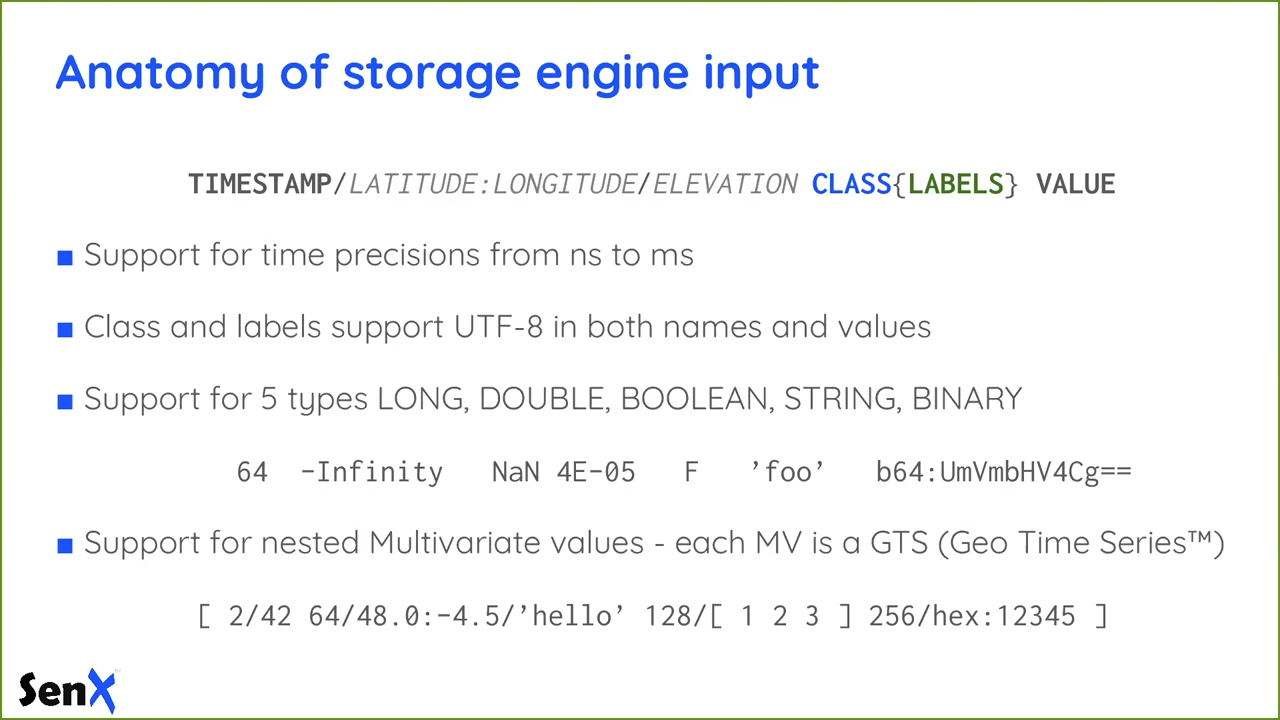 Anatomy of storage engine input
TIMESTAMP/LATITUDE:LONGITUDE/ELEVATION CLASS{LABELS} VALUE
■ Support for time precisions from ns to ms
■ Class and labels support UTF-8 in both names and values
■ Support for 5 types LONG, DOUBLE, BOOLEAN, STRING, BINARY
64 -Infinity NaN 4E-05 F ’foo’ b64:UmVmbHV4Cg==
■ Support for nested Multivariate values - each MV is a GTS (Geo Time Series™)
[ 2/42 64/48.0:-4.5/’hello’ 128/[ 1 2 3 ] 256/hex:12345 ]
SenX™